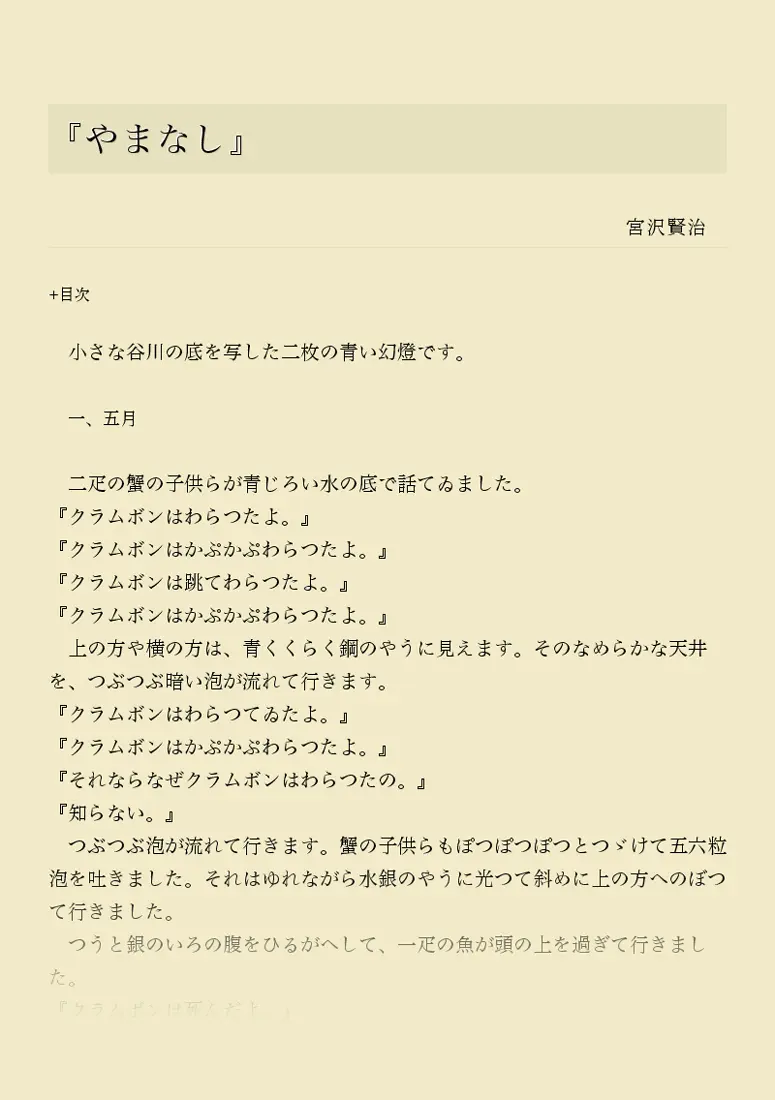 『やまなし』
宮沢賢治
+目次
　小さな谷川の底を写した二枚の青い幻燈です。
　一、五月
　二疋の蟹の子供らが青じろい水の底で話てゐました。
『クラムボンはわらつたよ。』
『クラムボンはかぷかぷわらつたよ。』
『クラムボンは跳てわらつたよ。』
『クラムボンはかぷかぷわらつたよ。』
　上の方や横の方は、青くくらく鋼のやうに見えます。そのなめらかな天井
を、つぶつぶ暗い泡が流れて行きます。
『クラムボンはわらつてゐたよ。』
『クラムボンはかぷかぷわらつたよ。』
『それならなぜクラムボンはわらつたの。』
『知らない。』
　つぶつぶ泡が流れて行きます。蟹の子供らもぽつぽつぽつとつゞけて五六粒
泡を吐きました。それはゆれながら水銀のやうに光つて斜めに上の方へのぼつ
て行きました。
　つうと銀のいろの腹をひるがへして、一疋の魚が頭の上を過ぎて行きまし
た。
『クラムボンは死んだよ。』